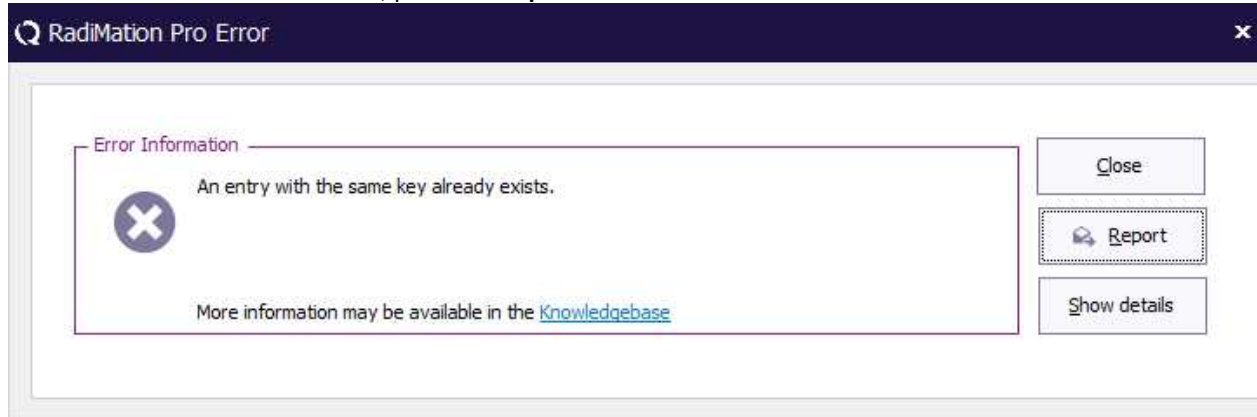 RadiMation Pro Error
Error Information
An entry with the same key already exists.
More information may be available in the Knowledgebase
Close
Report
Show details